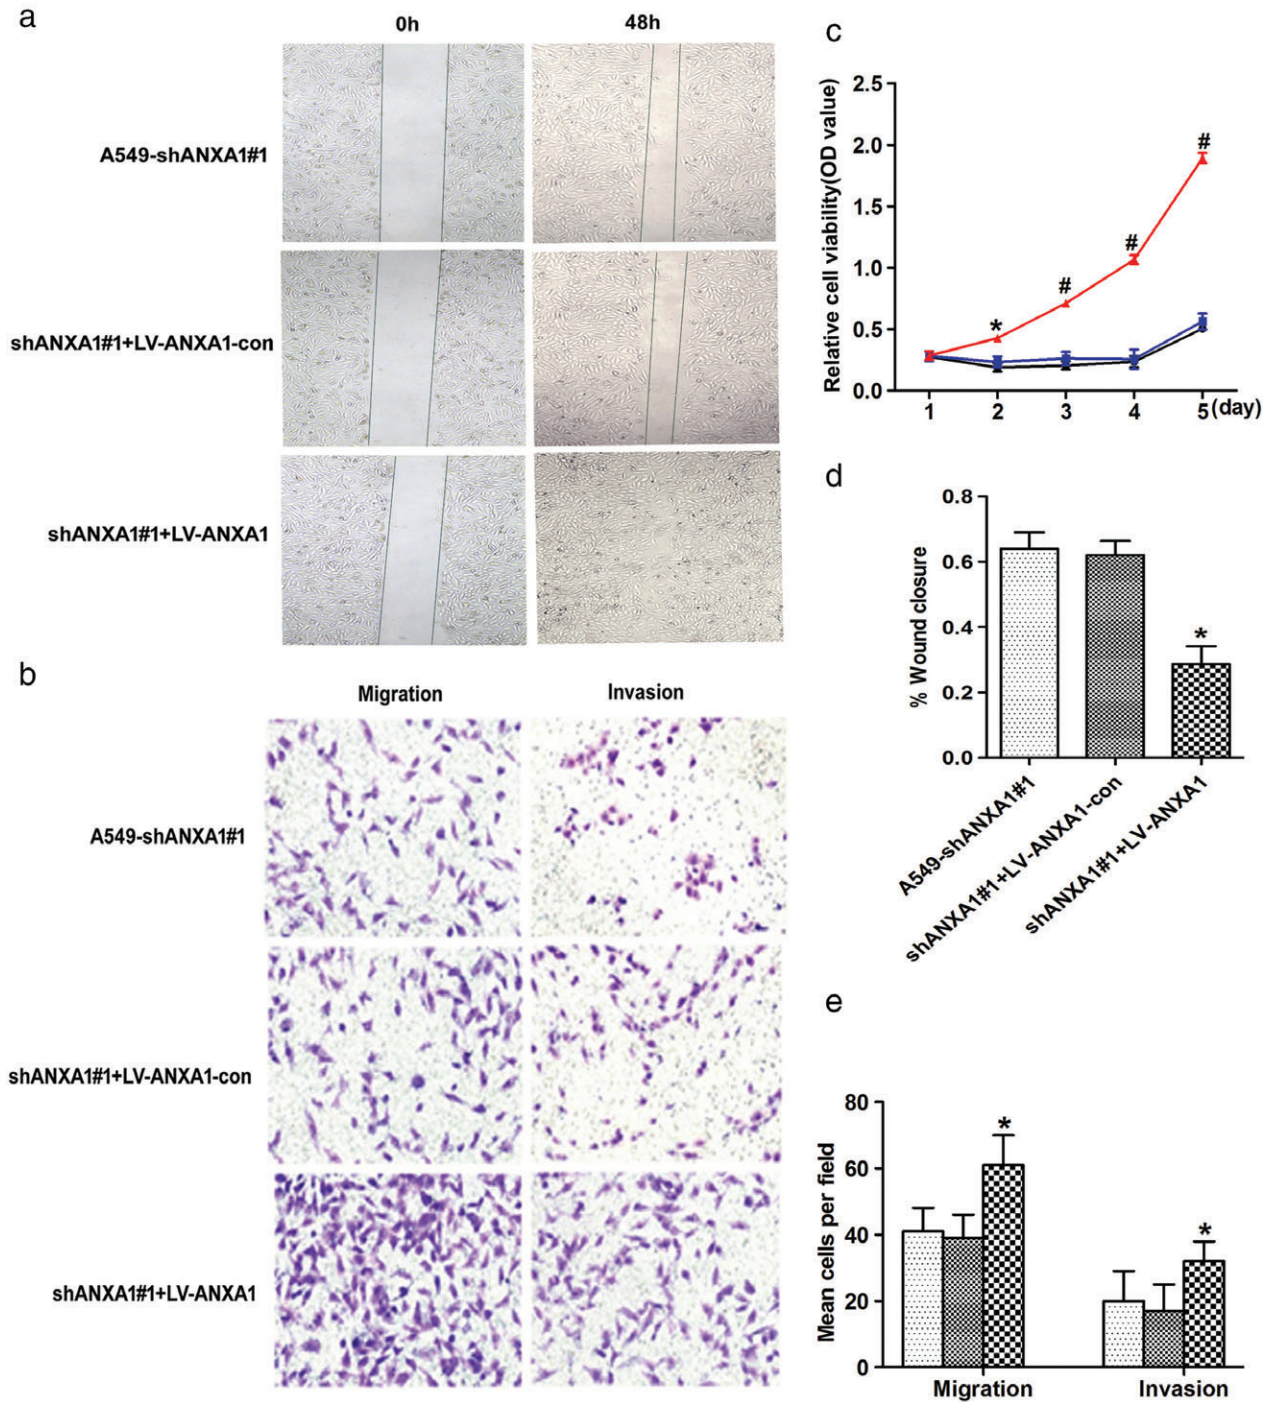 a
0h
48h
A549-shANXA1#1
shANXA1#1+LV-ANXA1-con
shANXA1#1+LV-ANXA1
b
Migration
Invasion
A549-shANXA1#1
shANXA1#1+LV-ANXA1-con
shANXA1#1+LV-ANXA1
c
Relative cell viability(OD value)
2.5
2.0
1.5
1.0
0.5
0.0
*
#
#
#
1
2
3
4
5
(day)
d
% Wound closure
0.8
0.6
0.4
0.2
0.0
*
A549-shANXA1#1
shANXA1#1+LV-ANXA1-con
shANXA1#1+LV-ANXA1
e
Mean cells per field
80
60
40
20
0
*
*
Migration
Invasion